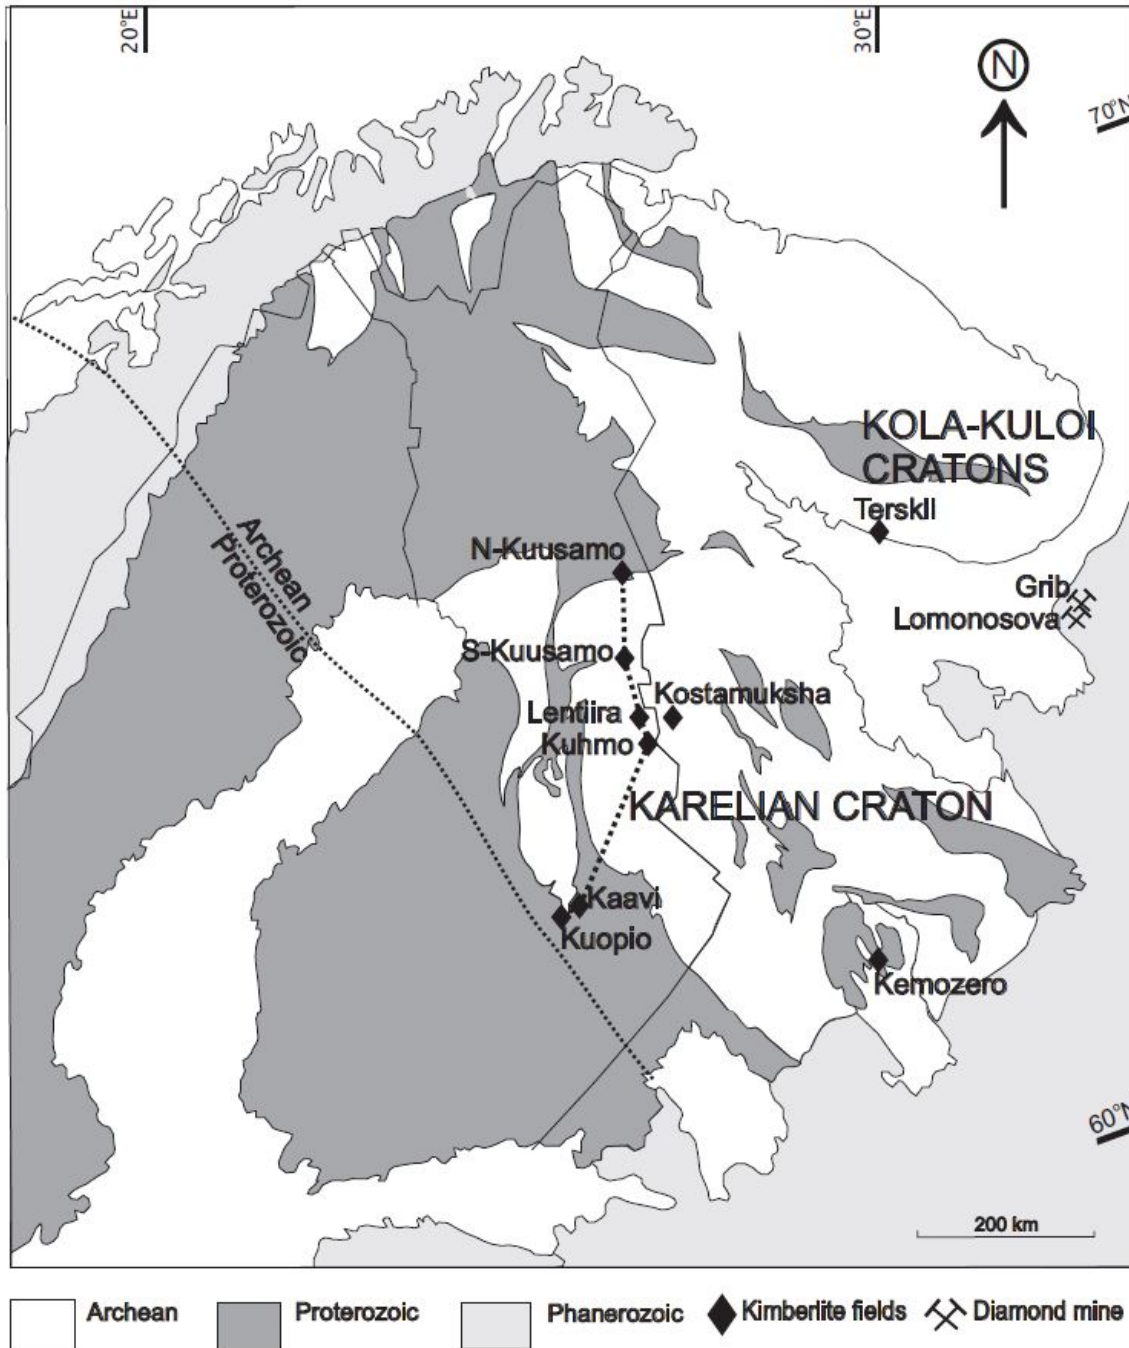 20°E
30°E
N
70°N
KOLA-KULOI
CRATONS
Terskii
N-Kuusamo
Archean
Proterozoic
Grib
Lomonosova
S-Kuusamo
Kostamuksha
Lentiira
Kuhmo
KARELIAN CRATON
Kaavi
Kuopio
Kemozero
60°N
200 km
Archean
Proterozoic
Phanerozoic
Kimberlite fields
Diamond mine